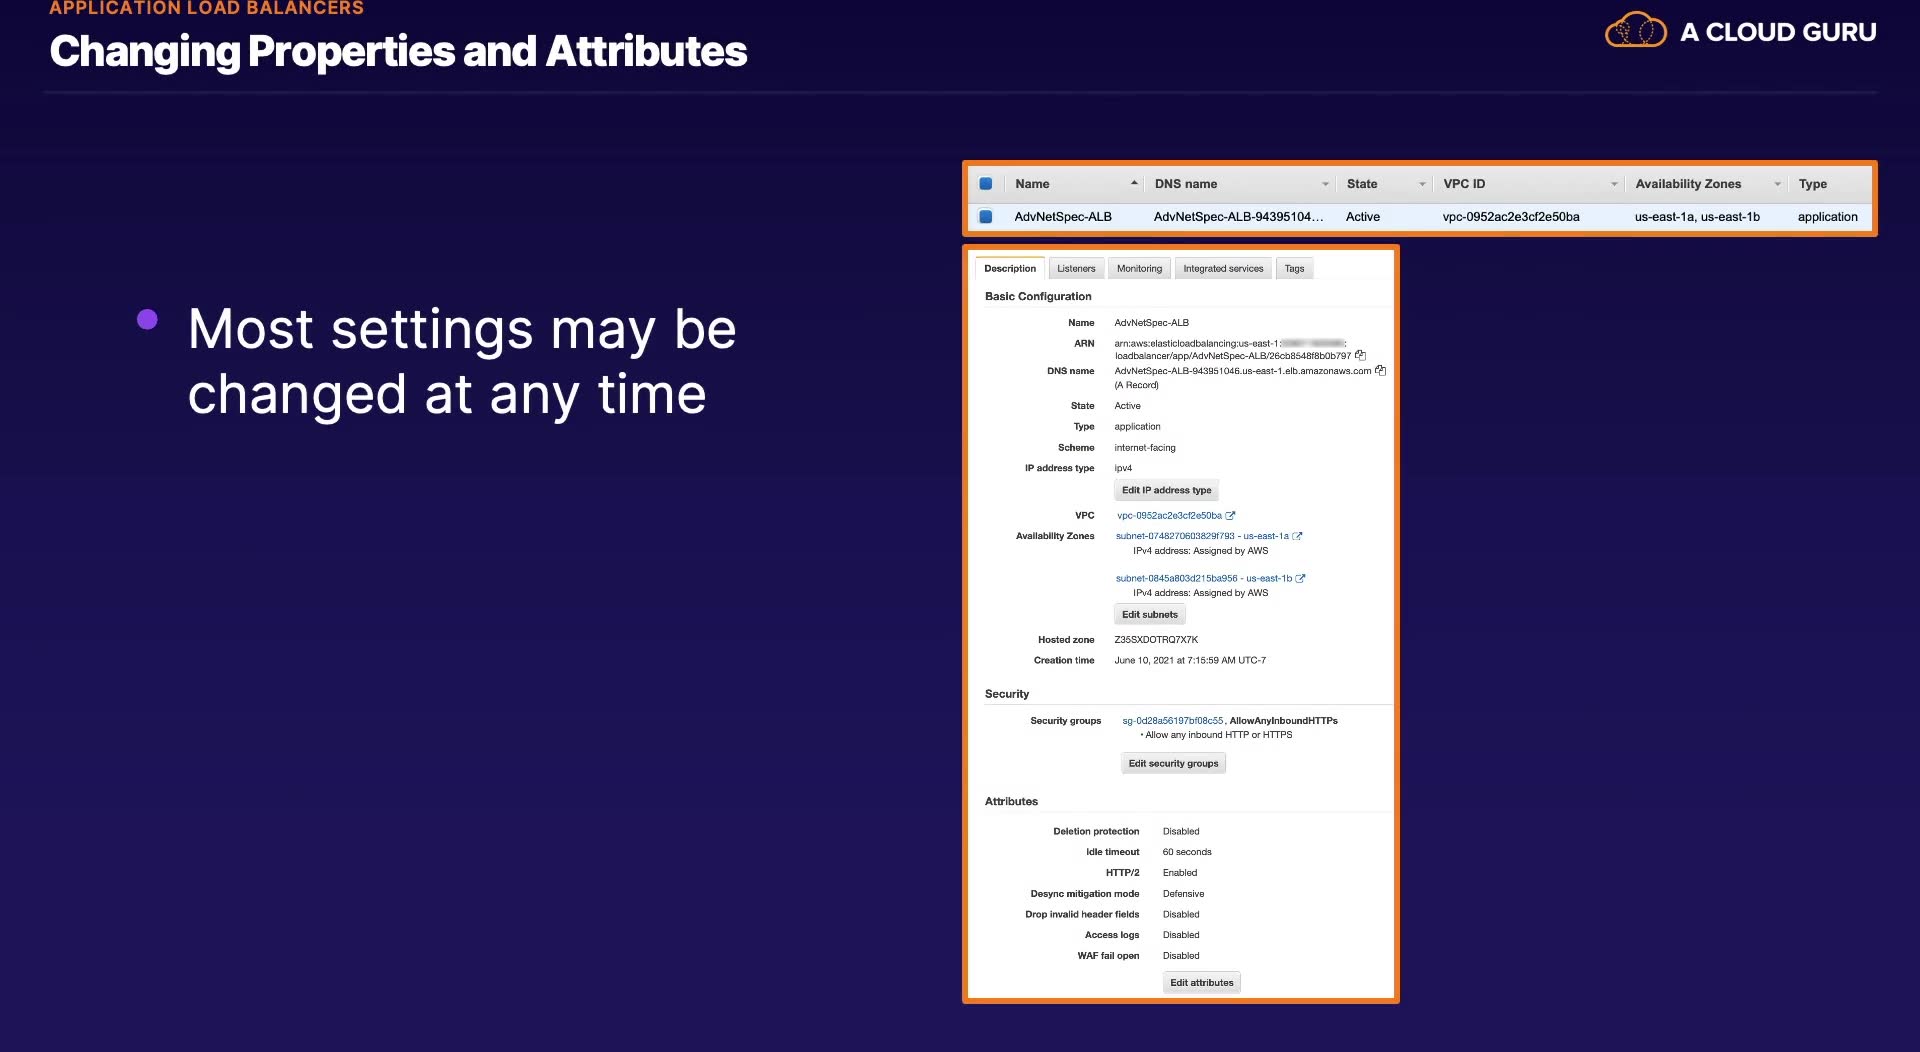 APPLICATION LOAD BALANCERS
Changing Properties and Attributes
A CLOUD GURU
Most settings may be
changed at any time
Name DNS name State VPC ID Availability Zones Type
AdvNetSpec-ALB AdvNetSpec-ALB-94395104... Active vpc-0952ac2e3cf2e50ba us-east-1a, us-east-1b application
Description Listeners Monitoring Integrated services Tags
Basic Configuration
Name AdvNetSpec-ALB
ARN arn:aws:elasticloadbalancing:us-east-1: :
loadbalancer/app/AdvNetSpec-ALB/26cb8548f8b0b797
DNS name AdvNetSpec-ALB-943951046.us-east-1.elb.amazonaws.com
(A Record)
State Active
Type application
Scheme internet-facing
IP address type ipv4
Edit IP address type
VPC vpc-0952ac2e3cf2e50ba
Availability Zones subnet-0748270603829f793 - us-east-1a
IPv4 address: Assigned by AWS
subnet-0845a803d215ba956 - us-east-1b
IPv4 address: Assigned by AWS
Edit subnets
Hosted zone Z35SXDOTRQ7X7K
Creation time June 10, 2021 at 7:15:59 AM UTC-7
Security
Security groups sg-0d28a56197bf08c55, AllowAnyInboundHTTPs
• Allow any inbound HTTP or HTTPS
Edit security groups
Attributes
Deletion protection Disabled
Idle timeout 60 seconds
HTTP/2 Enabled
Desync mitigation mode Defensive
Drop invalid header fields Disabled
Access logs Disabled
WAF fail open Disabled
Edit attributes